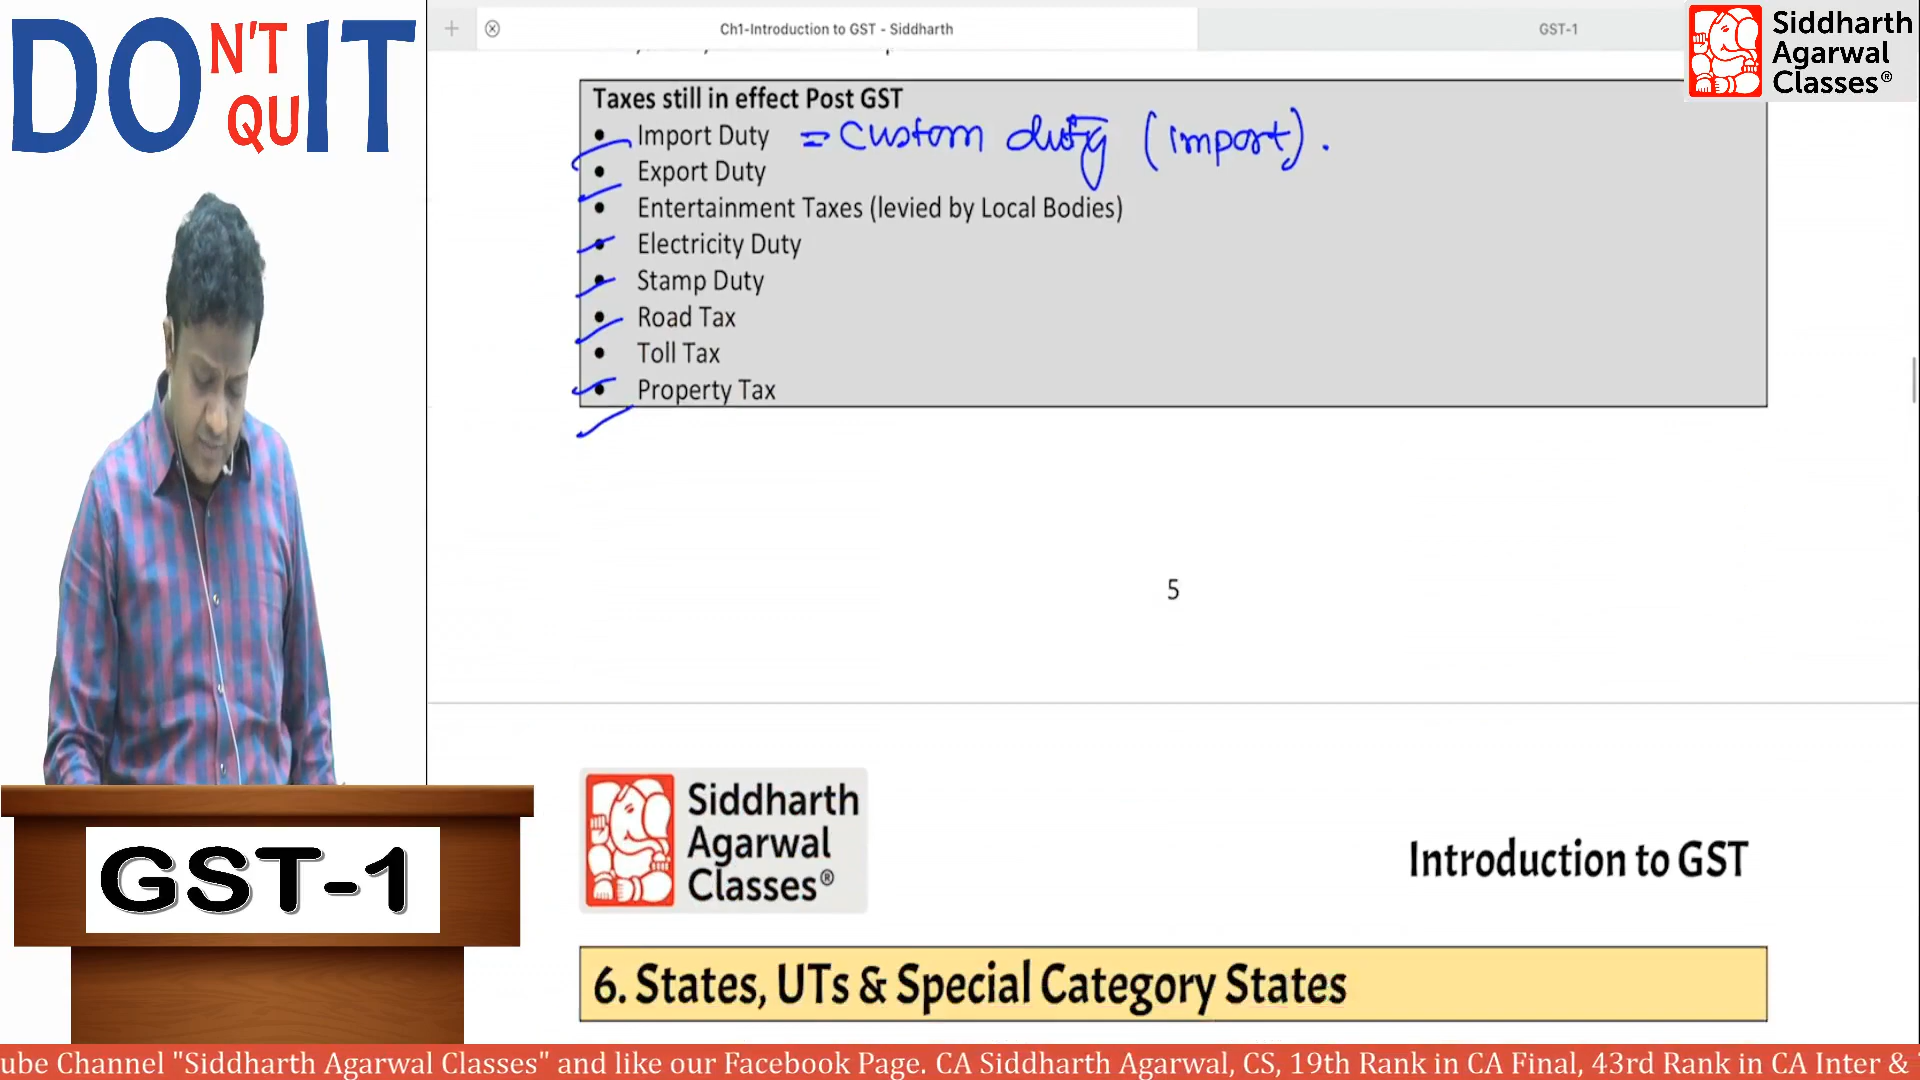 DON'T QUIT
Ch1-Introduction to GST - Siddharth
GST-1
Siddharth
Agarwal
Classes®
Taxes still in effect Post GST
• Import Duty = Custom duty (import).
• Export Duty
• Entertainment Taxes (levied by Local Bodies)
• Electricity Duty
• Stamp Duty
• Road Tax
• Toll Tax
• Property Tax
5
Siddharth
Agarwal
Classes®
Introduction to GST
GST-1
6. States, UTs & Special Category States
ube Channel "Siddharth Agarwal Classes" and like our Facebook Page. CA Siddharth Agarwal, CS, 19th Rank in CA Final, 43rd Rank in CA Inter &